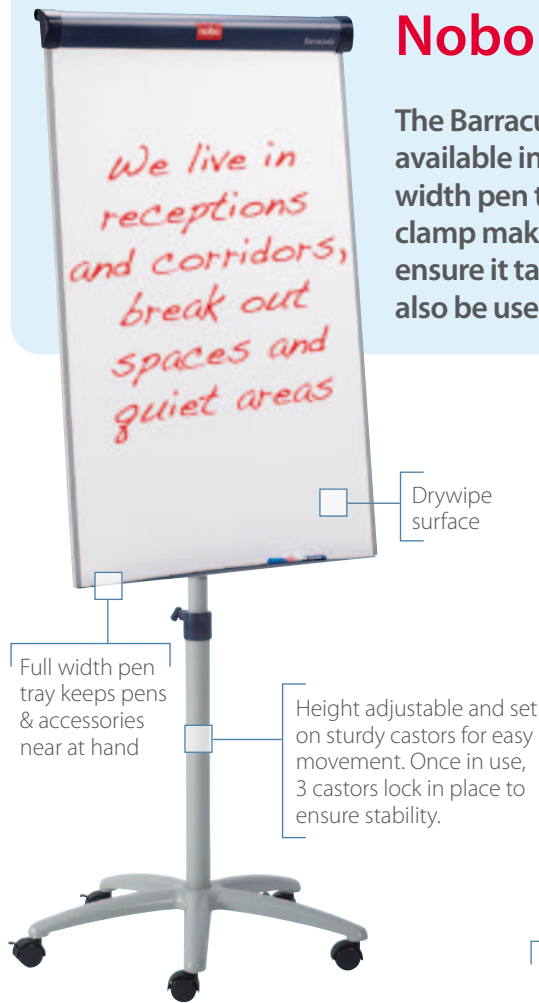 Nobo
nobo
Barracuda
The Barracu
available in
width pen t
clamp mak
ensure it ta
also be use
We live in
receptions
and corridors,
break out
spaces and
quiet areas
Drywipe
surface
Full width pen
tray keeps pens
& accessories
near at hand
Height adjustable and set
on sturdy castors for easy
movement. Once in use,
3 castors lock in place to
ensure stability.